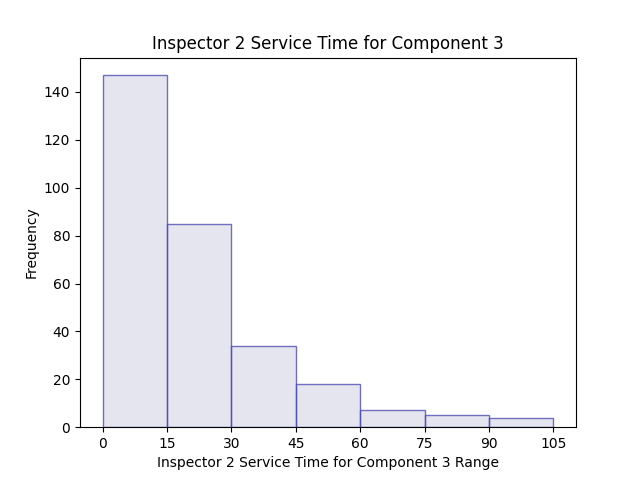 Inspector 2 Service Time for Component 3
140
120
100
80
60
40
20
0
Frequency
0 15 30 45 60 75 90 105
Inspector 2 Service Time for Component 3 Range